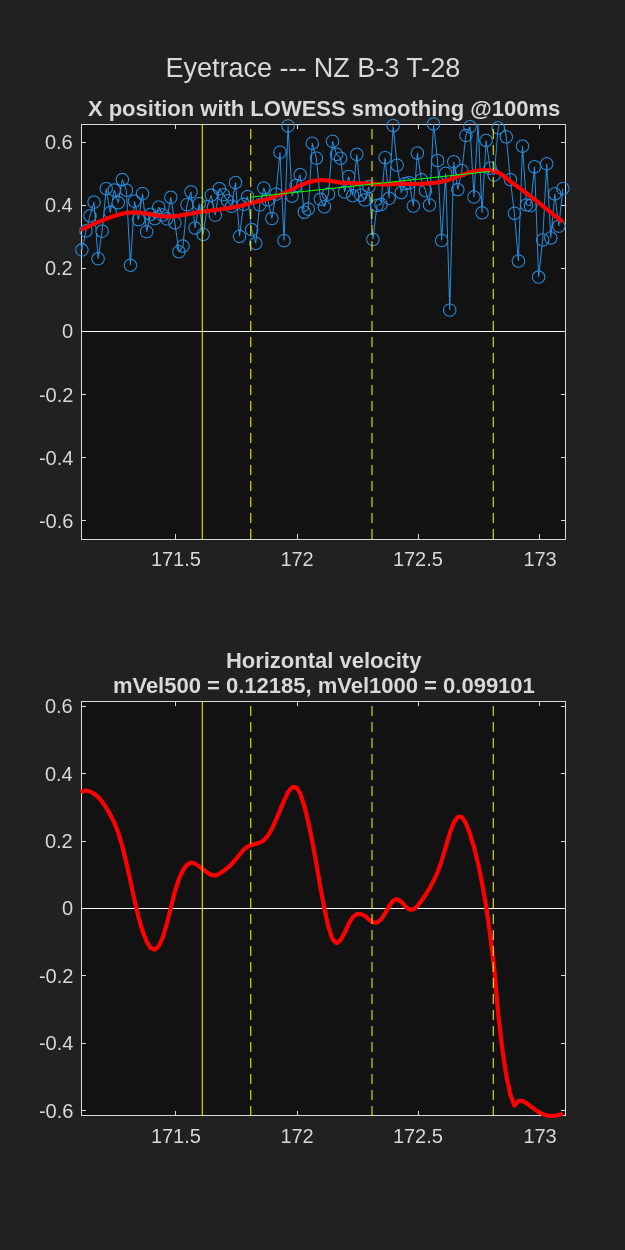 Eyetrace --- NZ B-3 T-28
X position with LOWESS smoothing @100ms
0.6
0.4
0.2
0
-0.2
-0.4
-0.6
171.5 172 172.5 173
Horizontal velocity
mVel500 = 0.12185, mVel1000 = 0.099101
0.6
0.4
0.2
0
-0.2
-0.4
-0.6
171.5 172 172.5 173